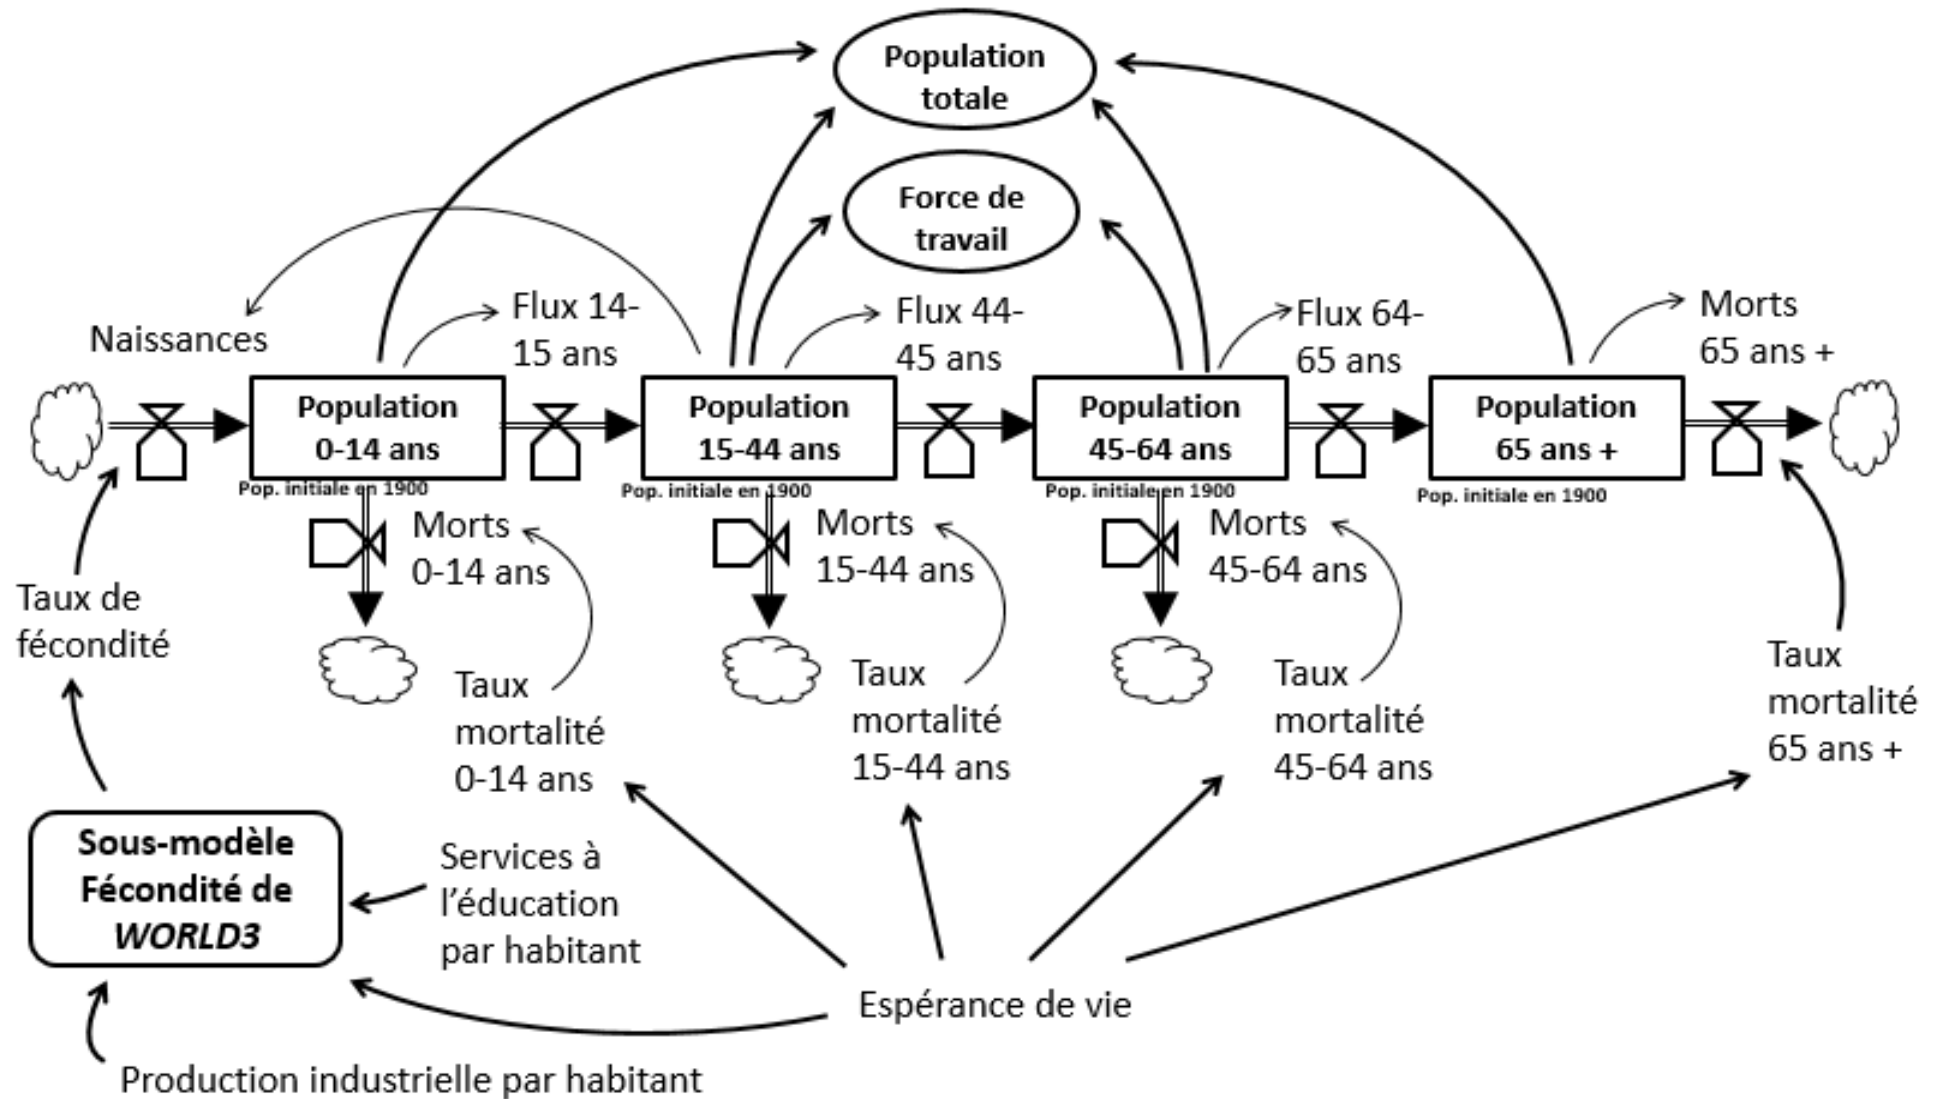 Population
totale
Force de
travail
Naissances
Flux 14-
15 ans
Flux 44-
45 ans
Flux 64-
65 ans
Morts
65 ans +
Population
0-14 ans
Population
15-44 ans
Population
45-64 ans
Population
65 ans +
Pop. initiale en 1900
Pop. initiale en 1900
Pop. initiale en 1900
Pop. initiale en 1900
Morts
0-14 ans
Morts
15-44 ans
Morts
45-64 ans
Taux de
fécondité
Taux
mortalité
0-14 ans
Taux
mortalité
15-44 ans
Taux
mortalité
45-64 ans
Taux
mortalité
65 ans +
Sous-modèle
Fécondité de
WORLD3
Services à
l’éducation
par habitant
Espérance de vie
Production industrielle par habitant